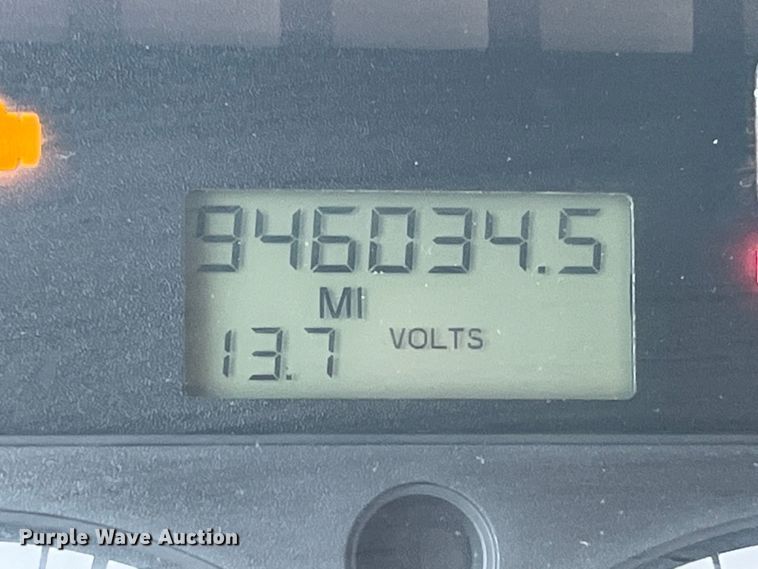 946034.5
MI
13.7 VOLTS
Purple Wave Auction